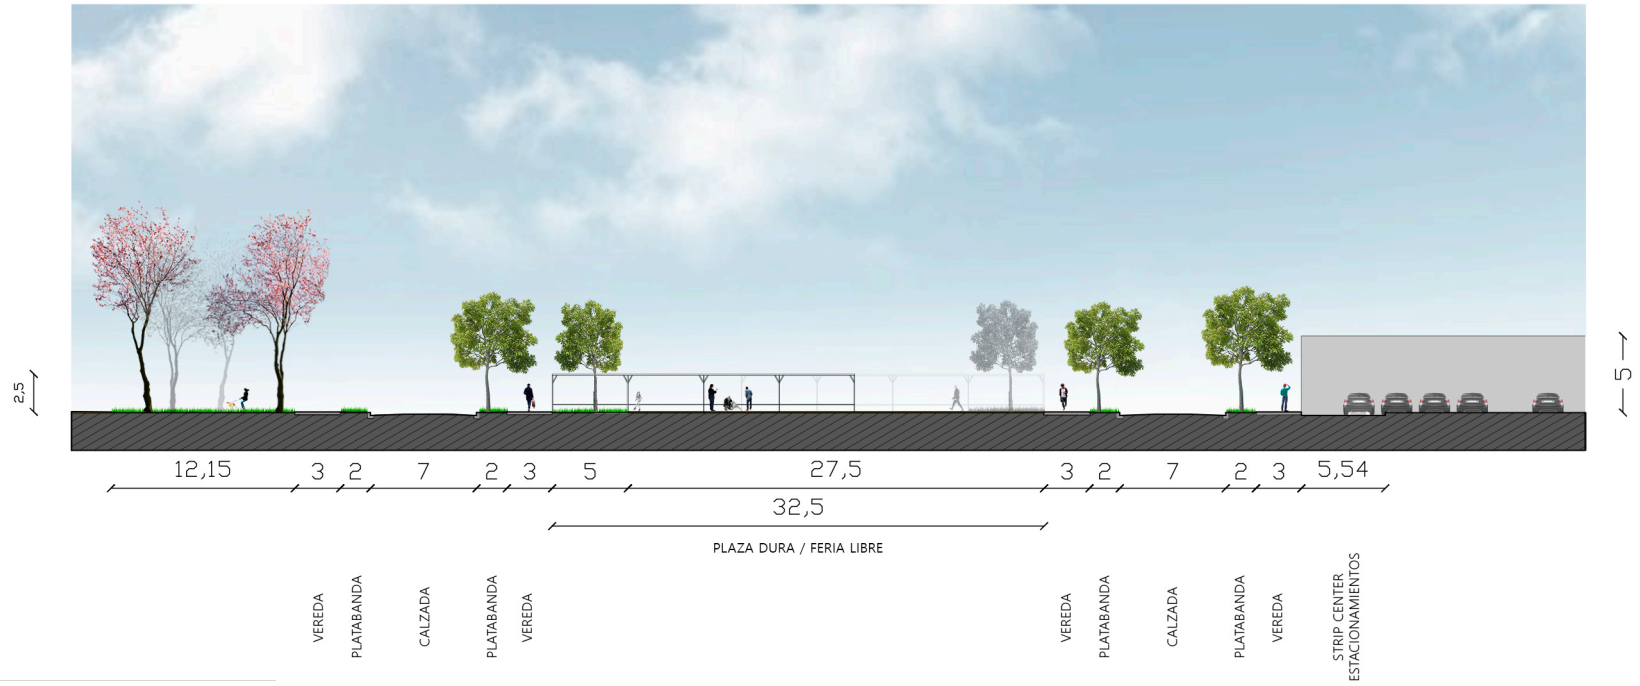 2,5
5
12,15
3
2
7
2
3
5
27,5
3
2
7
2
3
5,54
32,5
PLAZA DURA / FERIA LIBRE
VEREDA
PLATABANDA
CALZADA
PLATABANDA
VEREDA
VEREDA
PLATABANDA
CALZADA
PLATABANDA
VEREDA
STRIP CENTER
ESTACIONAMIENTOS